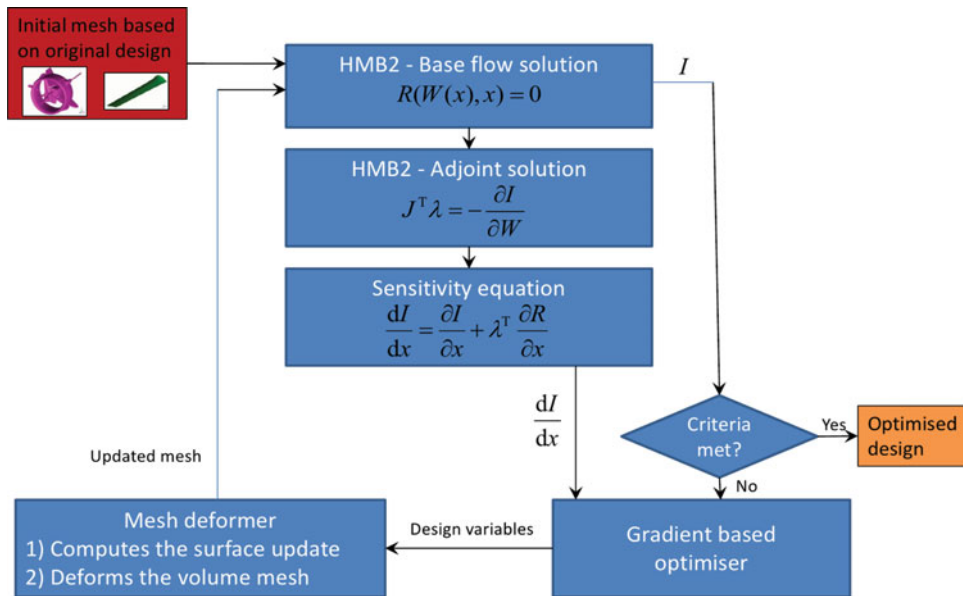 Initial mesh based
on original design
HMB2 - Base flow solution
R(W(x), x) = 0
I
HMB2 - Adjoint solution
Jᵀλ = -∂I/∂W
Sensitivity equation
dI/dx = ∂I/∂x + λᵀ ∂R/∂x
dI/dx
Criteria
met?
Yes
Optimised
design
No
Updated mesh
Mesh deformer
1) Computes the surface update
2) Deforms the volume mesh
Design variables
Gradient based
optimiser